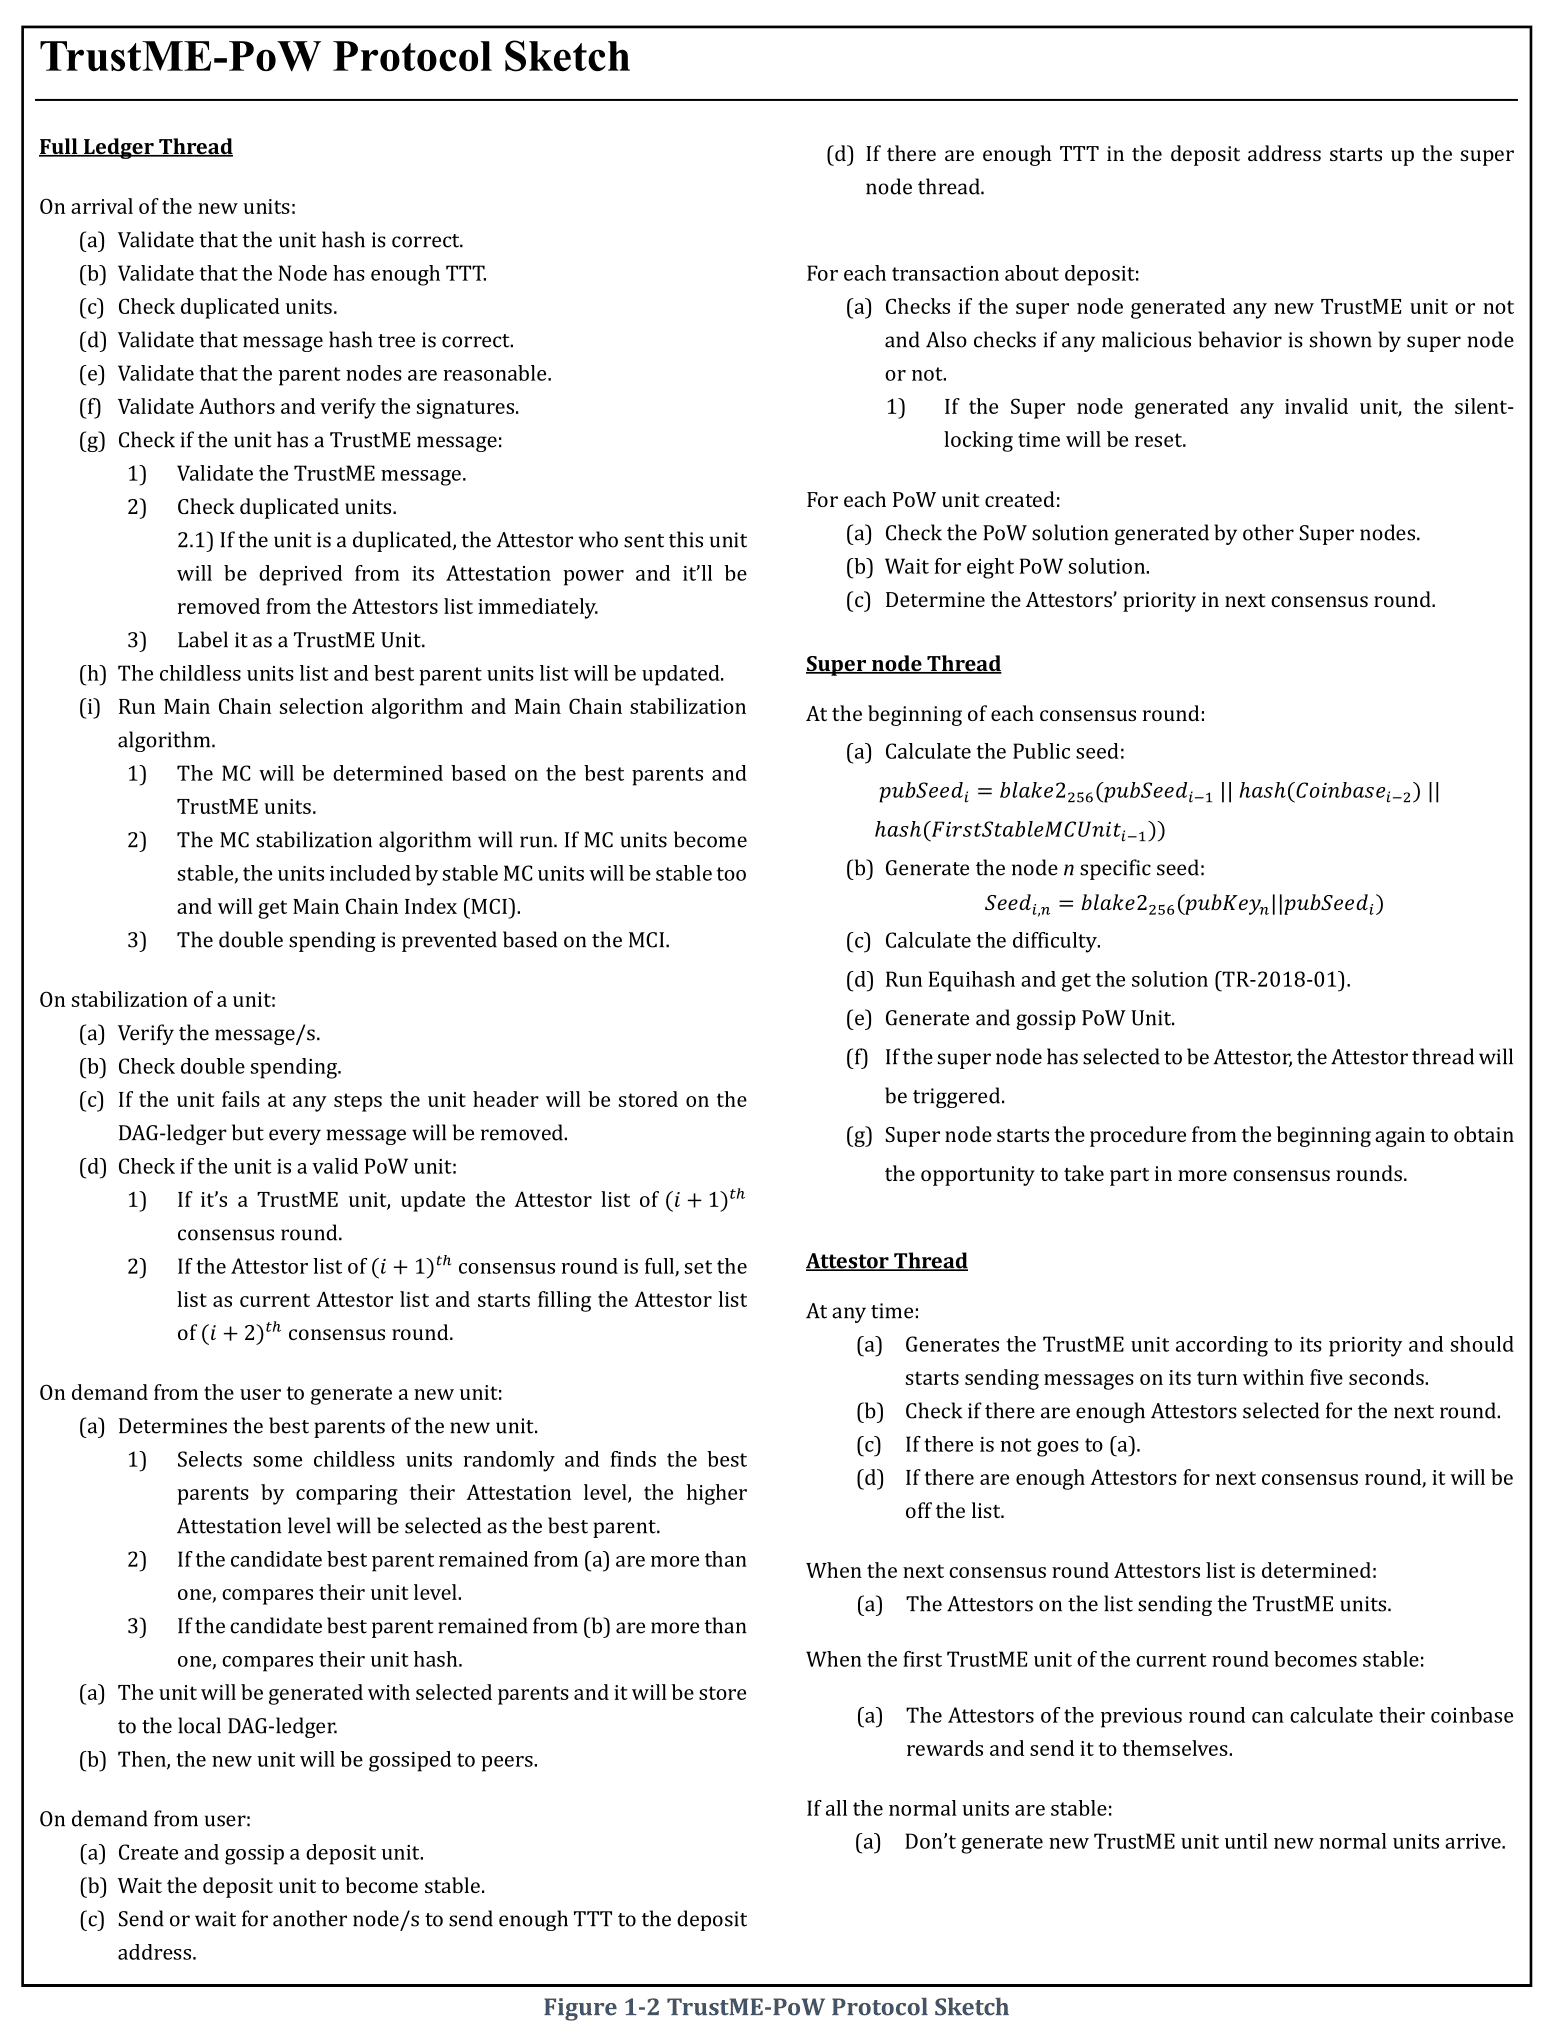 TrustME-PoW Protocol Sketch
Full Ledger Thread
On arrival of the new units:
(a) Validate that the unit hash is correct.
(b) Validate that the Node has enough TTT.
(c) Check duplicated units.
(d) Validate that message hash tree is correct.
(e) Validate that the parent nodes are reasonable.
(f) Validate Authors and verify the signatures.
(g) Check if the unit has a TrustME message:
1) Validate the TrustME message.
2) Check duplicated units.
2.1) If the unit is a duplicated, the Attestor who sent this unit
will be deprived from its Attestation power and it’ll be
removed from the Attestors list immediately.
3) Label it as a TrustME Unit.
(h) The childless units list and best parent units list will be updated.
(i) Run Main Chain selection algorithm and Main Chain stabilization
algorithm.
1) The MC will be determined based on the best parents and
TrustME units.
2) The MC stabilization algorithm will run. If MC units become
stable, the units included by stable MC units will be stable too
and will get Main Chain Index (MCI).
3) The double spending is prevented based on the MCI.
On stabilization of a unit:
(a) Verify the message/s.
(b) Check double spending.
(c) If the unit fails at any steps the unit header will be stored on the
DAG-ledger but every message will be removed.
(d) Check if the unit is a valid PoW unit:
1) If it’s a TrustME unit, update the Attestor list of (i + 1)^th
consensus round.
2) If the Attestor list of (i + 1)^th consensus round is full, set the
list as current Attestor list and starts filling the Attestor list
of (i + 2)^th consensus round.
On demand from the user to generate a new unit:
(a) Determines the best parents of the new unit.
1) Selects some childless units randomly and finds the best
parents by comparing their Attestation level, the higher
Attestation level will be selected as the best parent.
2) If the candidate best parent remained from (a) are more than
one, compares their unit level.
3) If the candidate best parent remained from (b) are more than
one, compares their unit hash.
(a) The unit will be generated with selected parents and it will be store
to the local DAG-ledger.
(b) Then, the new unit will be gossiped to peers.
On demand from user:
(a) Create and gossip a deposit unit.
(b) Wait the deposit unit to become stable.
(c) Send or wait for another node/s to send enough TTT to the deposit
address.
(d) If there are enough TTT in the deposit address starts up the super
node thread.
For each transaction about deposit:
(a) Checks if the super node generated any new TrustME unit or not
and Also checks if any malicious behavior is shown by super node
or not.
1) If the Super node generated any invalid unit, the silent-
locking time will be reset.
For each PoW unit created:
(a) Check the PoW solution generated by other Super nodes.
(b) Wait for eight PoW solution.
(c) Determine the Attestors’ priority in next consensus round.
Super node Thread
At the beginning of each consensus round:
(a) Calculate the Public seed:
pubSeed_i = blake2_256(pubSeed_{i−1} || hash(Coinbase_{i−2}) ||
hash(FirstStableMCUnit_{i−1}))
(b) Generate the node n specific seed:
Seed_{i,n} = blake2_256(pubKey_n||pubSeed_i)
(c) Calculate the difficulty.
(d) Run Equihash and get the solution (TR-2018-01).
(e) Generate and gossip PoW Unit.
(f) If the super node has selected to be Attestor, the Attestor thread will
be triggered.
(g) Super node starts the procedure from the beginning again to obtain
the opportunity to take part in more consensus rounds.
Attestor Thread
At any time:
(a) Generates the TrustME unit according to its priority and should
starts sending messages on its turn within five seconds.
(b) Check if there are enough Attestors selected for the next round.
(c) If there is not goes to (a).
(d) If there are enough Attestors for next consensus round, it will be
off the list.
When the next consensus round Attestors list is determined:
(a) The Attestors on the list sending the TrustME units.
When the first TrustME unit of the current round becomes stable:
(a) The Attestors of the previous round can calculate their coinbase
rewards and send it to themselves.
If all the normal units are stable:
(a) Don’t generate new TrustME unit until new normal units arrive.
Figure 1-2 TrustME-PoW Protocol Sketch